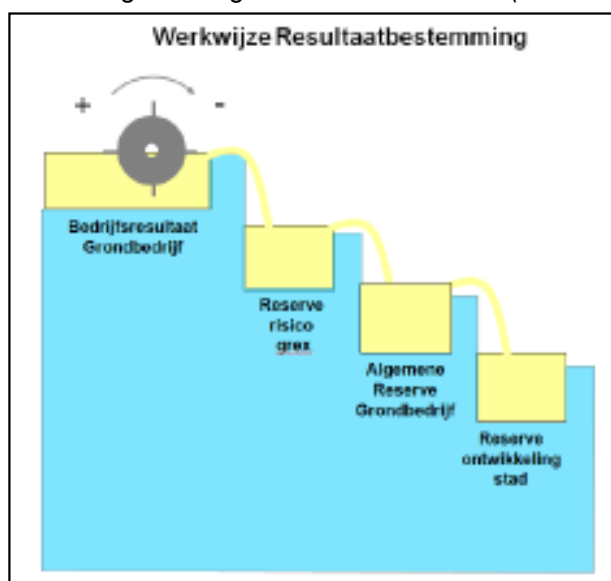 Werkwijze Resultaatbestemming
+ -
Bedrijfsresultaat
Grondbedrijf
Reserve
risico
grex
Algemene
Reserve
Grondbedrijf
Reserve
ontwikkeling
stad